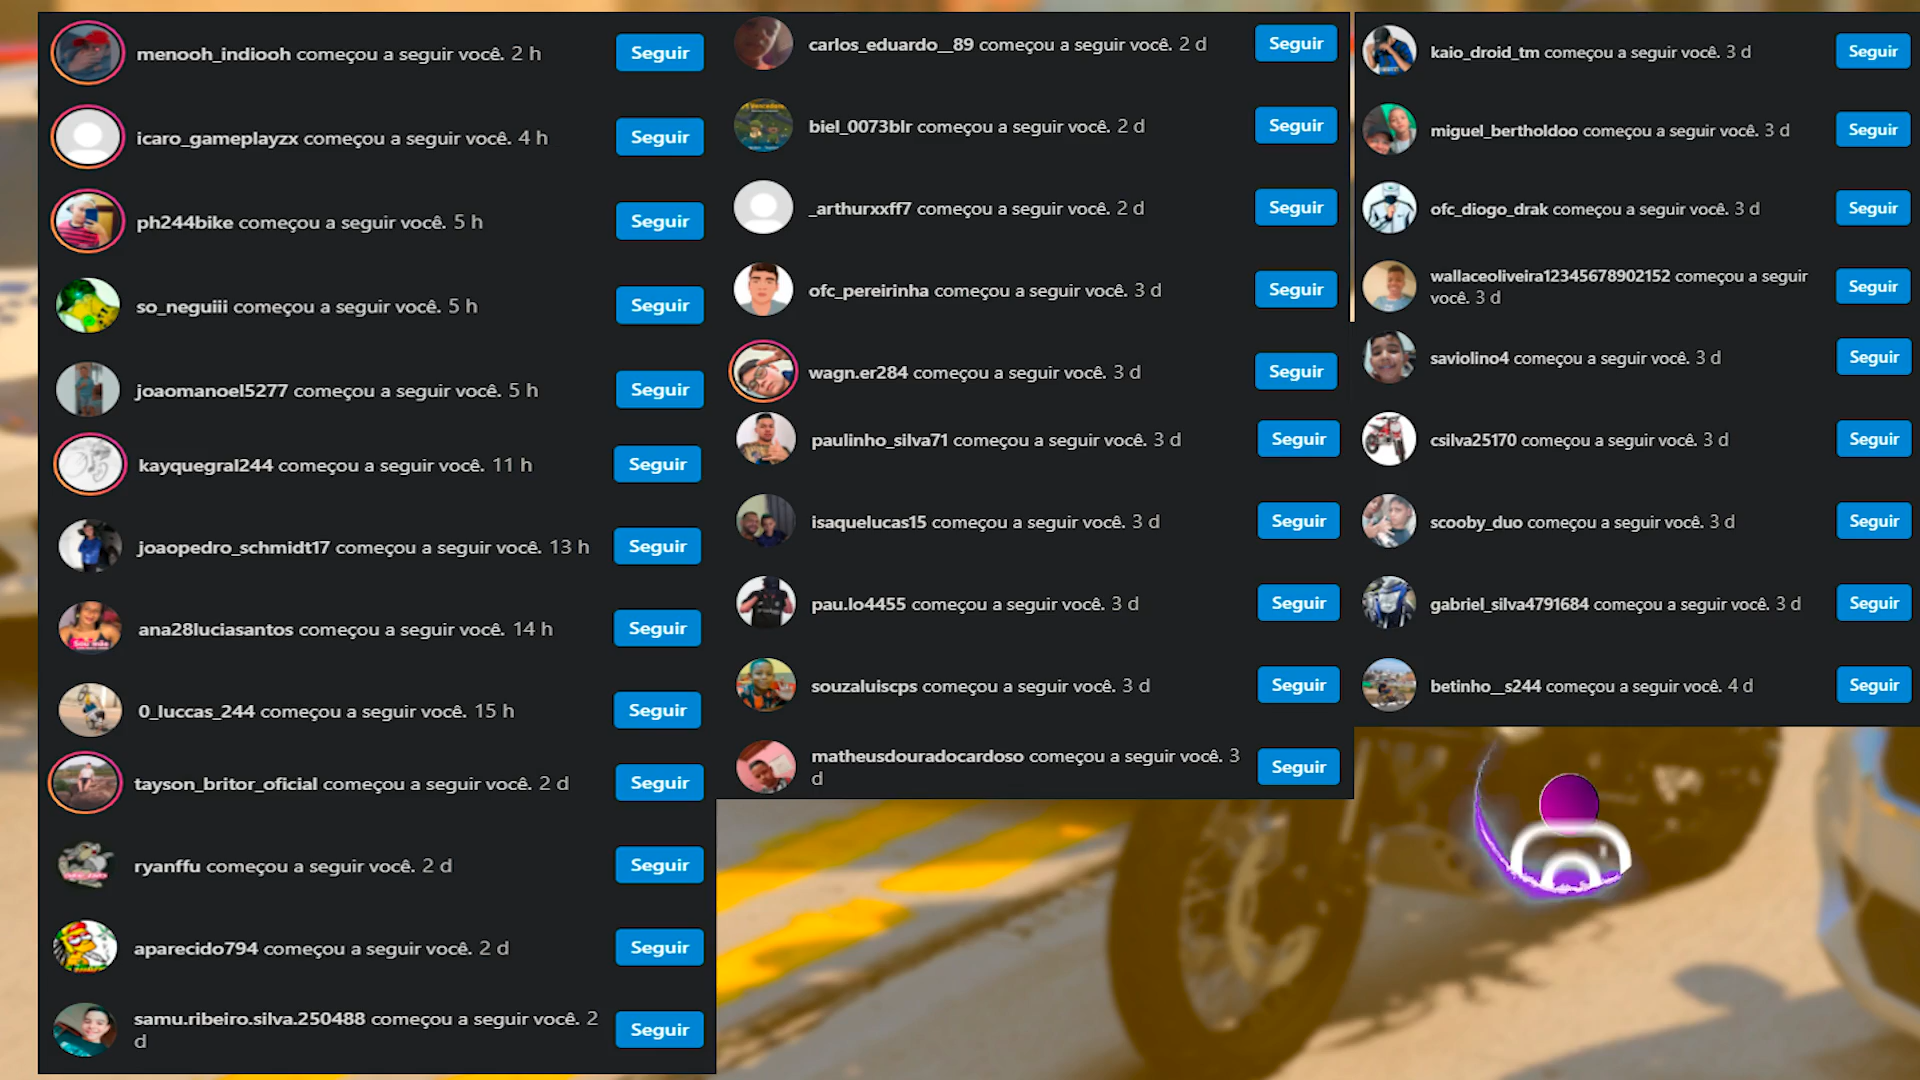 menooh_indiooh começou a seguir você. 2 h
Seguir
icaro_gameplayzx começou a seguir você. 4 h
Seguir
ph244bike começou a seguir você. 5 h
Seguir
so_neguiii começou a seguir você. 5 h
Seguir
joaomanoel5277 começou a seguir você. 5 h
Seguir
kayquegral244 começou a seguir você. 11 h
Seguir
joaopedro_schmidt17 começou a seguir você. 13 h
Seguir
ana28luciasantos começou a seguir você. 14 h
Seguir
0_luccas_244 começou a seguir você. 15 h
Seguir
tayson_britor_oficial começou a seguir você. 2 d
Seguir
ryanffu começou a seguir você. 2 d
Seguir
aparecido794 começou a seguir você. 2 d
Seguir
samu.ribeiro.silva.250488 começou a seguir você. 2
d
Seguir
carlos_eduardo__89 começou a seguir você. 2 d
Seguir
biel_0073blr começou a seguir você. 2 d
Seguir
_arthurxxff7 começou a seguir você. 2 d
Seguir
ofc_pereirinha começou a seguir você. 3 d
Seguir
wagn.er284 começou a seguir você. 3 d
Seguir
paulinho_silva71 começou a seguir você. 3 d
Seguir
isaquelucas15 começou a seguir você. 3 d
Seguir
pau.lo4455 começou a seguir você. 3 d
Seguir
souzaluiscps começou a seguir você. 3 d
Seguir
matheusdouradocardoso começou a seguir você. 3
d
Seguir
kaio_droid_tm começou a seguir você. 3 d
Seguir
miguel_bertholdoo começou a seguir você. 3 d
Seguir
ofc_diogo_drak começou a seguir você. 3 d
Seguir
wallaceoliveira12345678902152 começou a seguir
você. 3 d
Seguir
saviolino4 começou a seguir você. 3 d
Seguir
csilva25170 começou a seguir você. 3 d
Seguir
scooby_duo começou a seguir você. 3 d
Seguir
gabriel_silva4791684 começou a seguir você. 3 d
Seguir
betinho__s244 começou a seguir você. 4 d
Seguir